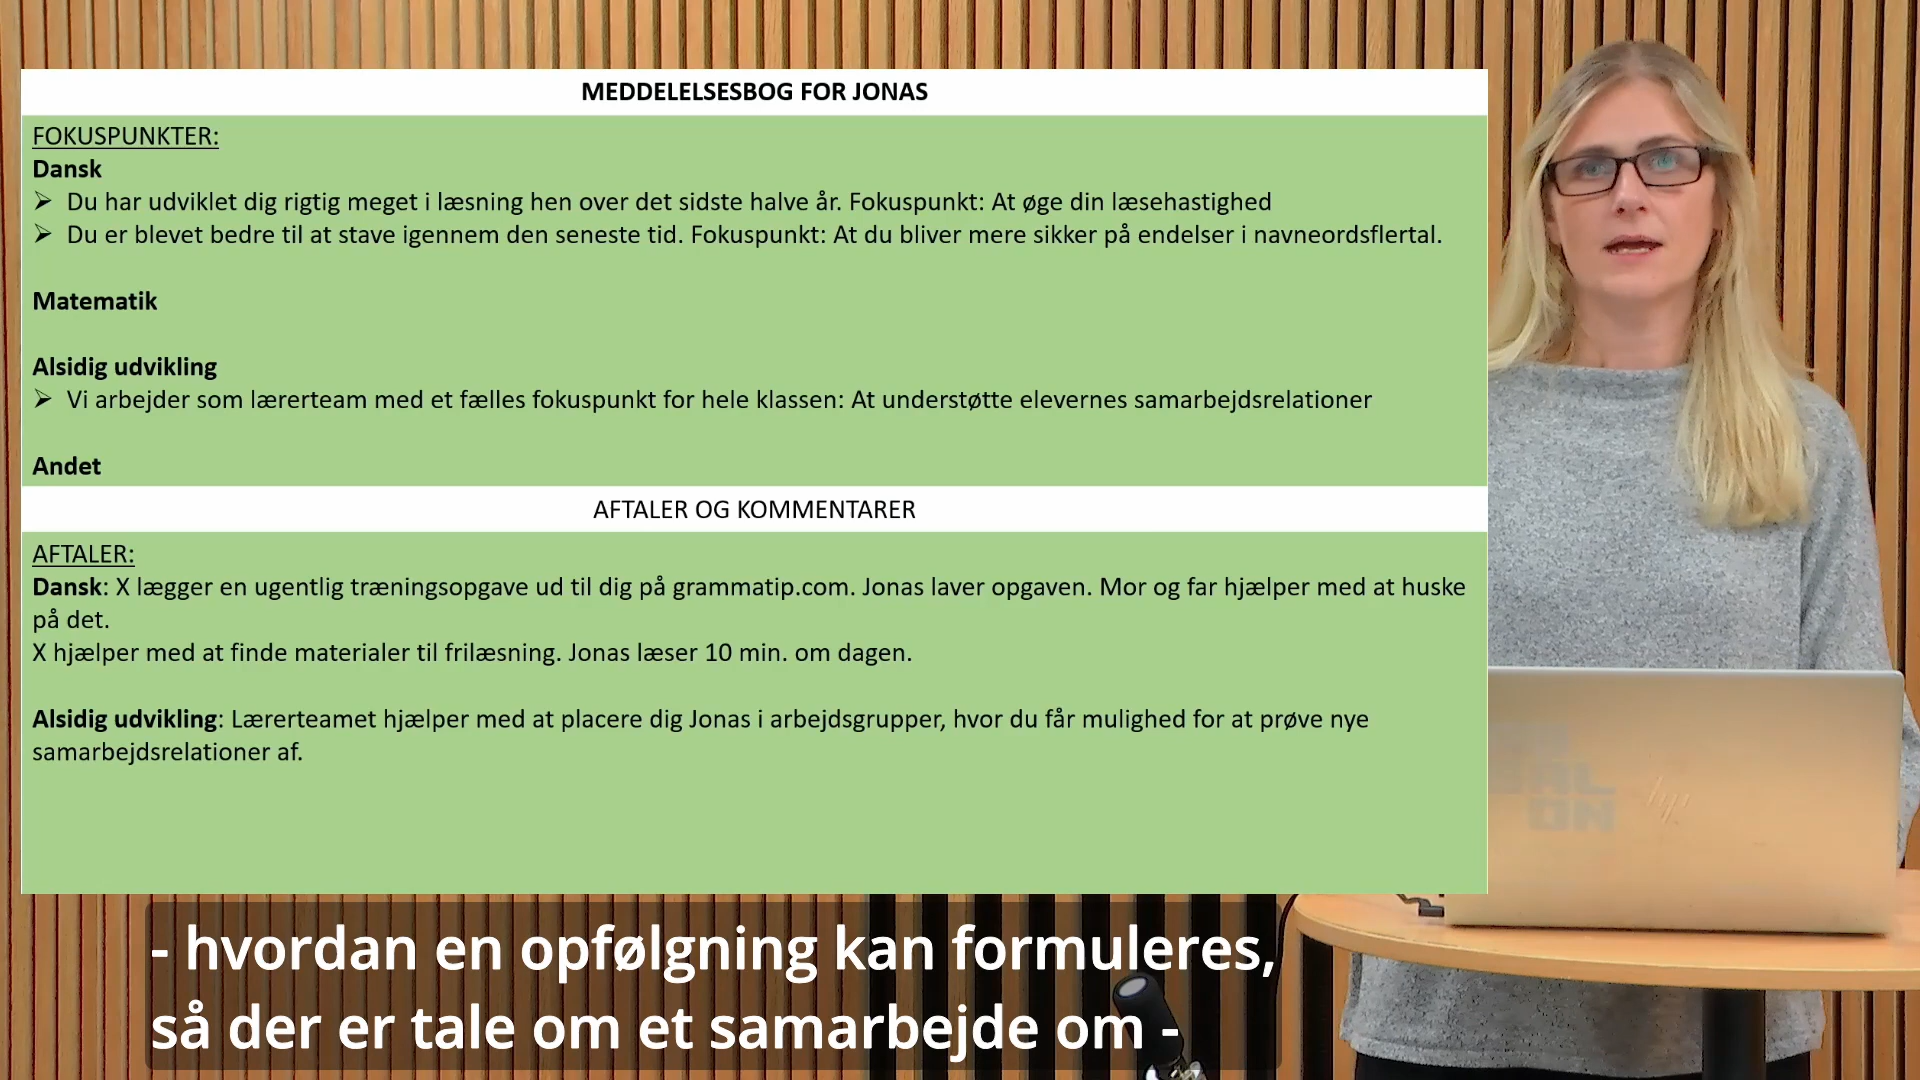 MEDDELELSESBOG FOR JONAS
FOKUSPUNKTER:
Dansk
➢ Du har udviklet dig rigtig meget i læsning hen over det sidste halve år. Fokuspunkt: At øge din læsehastighed
➢ Du er blevet bedre til at stave igennem den seneste tid. Fokuspunkt: At du bliver mere sikker på endelser i navneordsflertal.
Matematik
Alsidig udvikling
➢ Vi arbejder som lærerteam med et fælles fokuspunkt for hele klassen: At understøtte elevernes samarbejdsrelationer
Andet
AFTALER OG KOMMENTARER
AFTALER:
Dansk: X lægger en ugentlig træningsopgave ud til dig på grammatip.com. Jonas laver opgaven. Mor og far hjælper med at huske
på det.
X hjælper med at finde materialer til frilæsning. Jonas læser 10 min. om dagen.
Alsidig udvikling: Lærerteamet hjælper med at placere dig Jonas i arbejdsgrupper, hvor du får mulighed for at prøve nye
samarbejdsrelationer af.
hp
- hvordan en opfølgning kan formuleres,
så der er tale om et samarbejde om -